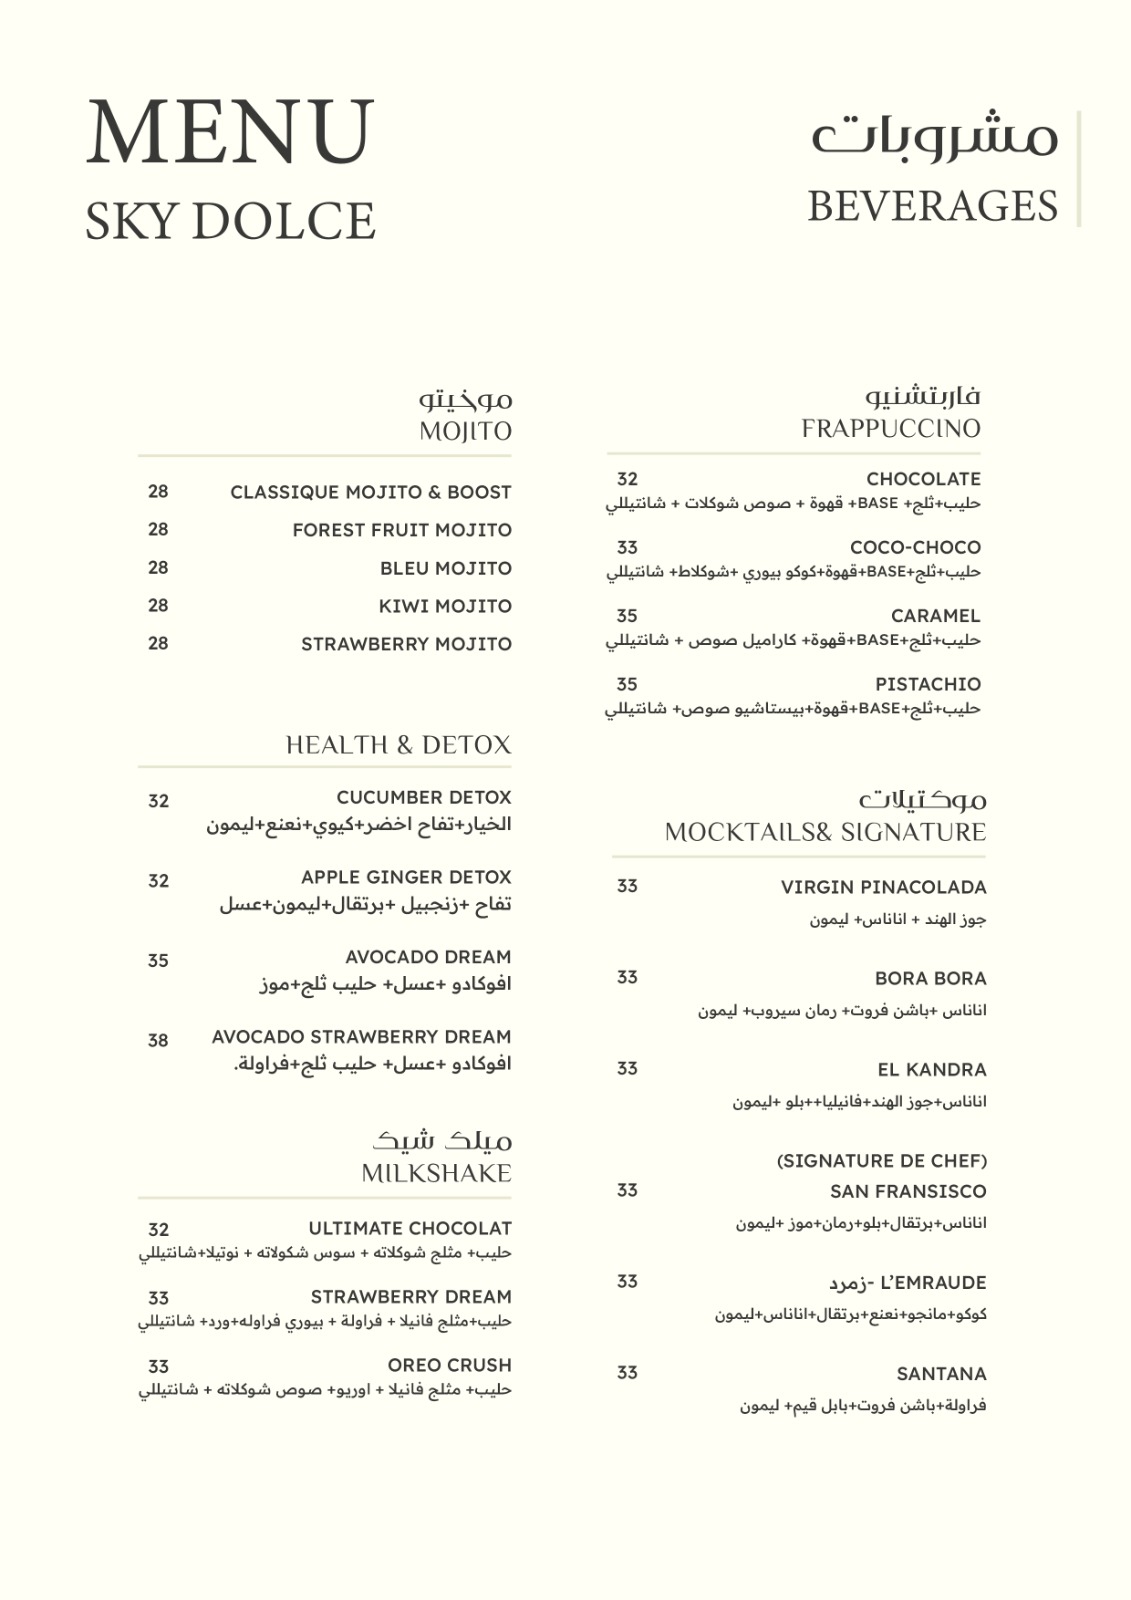 MENU
SKY DOLCE
مشروبات
BEVERAGES
موخيتو
MOJITO
28 CLASSIQUE MOJITO & BOOST
28 FOREST FRUIT MOJITO
28 BLEU MOJITO
28 KIWI MOJITO
28 STRAWBERRY MOJITO
HEALTH & DETOX
32 CUCUMBER DETOX
الخيار+تفاح اخضر+كيوي+نعنع+ليمون
32 APPLE GINGER DETOX
تفاح +زنجبيل +برتقال+ليمون+عسل
35 AVOCADO DREAM
افوكادو +عسل+ حليب ثلج+موز
38 AVOCADO STRAWBERRY DREAM
افوكادو +عسل+ حليب ثلج+فراولة.
ميلك شيك
MILKSHAKE
32 ULTIMATE CHOCOLAT
حليب+ مثلج شوكلاته + سوس شكولاته + نوتيلا+شانتيللي
33 STRAWBERRY DREAM
حليب+مثلج فانيلا + فراولة + بيوري فراوله+ورد+ شانتيللي
33 OREO CRUSH
حليب+ مثلج فانيلا + اوريو+ صوص شوكلاته + شانتيللي
فاربتشنيو
FRAPPUCCINO
32 CHOCOLATE
حليب+ثلج+ BASE+ قهوة + صوص شوكلات + شانتيللي
33 COCO-CHOCO
حليب+ثلج+BASE+قهوة+كوكو بيوري +شوكلاط+ شانتيللي
35 CARAMEL
حليب+ثلج+BASE+قهوة+ كاراميل صوص + شانتيللي
35 PISTACHIO
حليب+ثلج+BASE+قهوة+بيستاشيو صوص+ شانتيللي
موكتيلات
MOCKTAILS& SIGNATURE
33 VIRGIN PINACOLADA
جوز الهند + اناناس+ ليمون
33 BORA BORA
اناناس +باشن فروت+ رمان سيروب+ ليمون
33 EL KANDRA
اناناس+جوز الهند+فانيليا++بلو +ليمون
(SIGNATURE DE CHEF)
33 SAN FRANSISCO
اناناس+برتقال+بلو+رمان+موز +ليمون
33 زمرد- L’EMRAUDE
كوكو+مانجو+نعنع+برتقال+اناناس+ليمون
33 SANTANA
فراولة+باشن فروت+بابل قيم+ ليمون